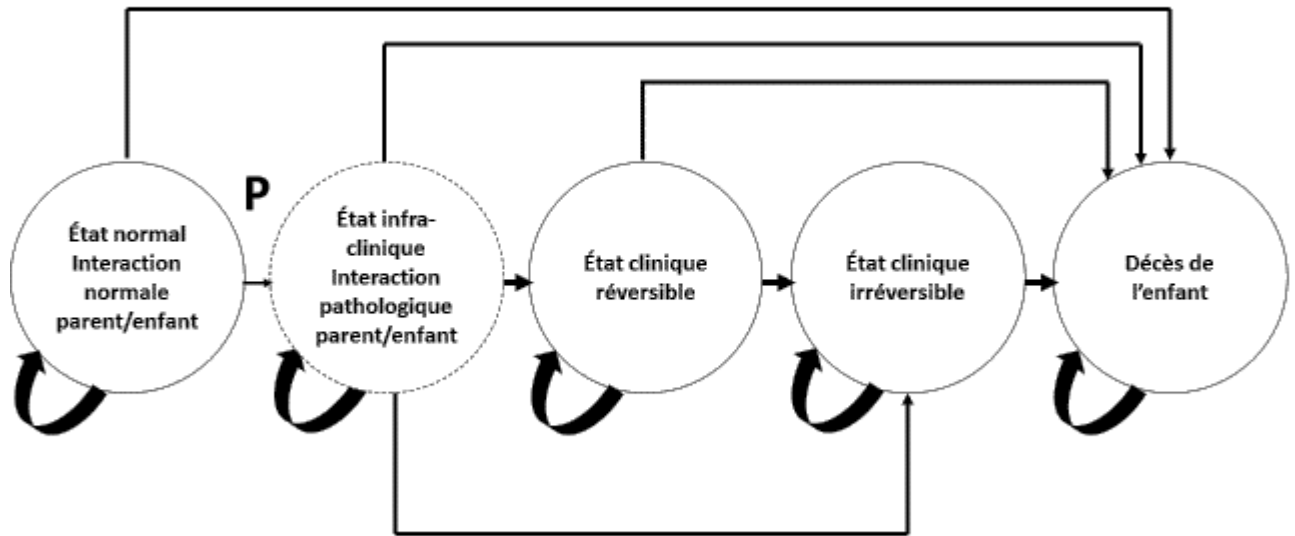 P
État normal
Interaction
normale
parent/enfant
État infra-
clinique
Interaction
pathologique
parent/enfant
État clinique
réversible
État clinique
irréversible
Décès de
l'enfant